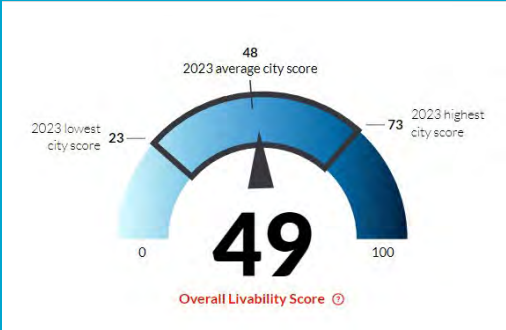 48
2023 average city score
2023 lowest
city score
23
73
2023 highest
city score
0
49
100
Overall Livability Score ?